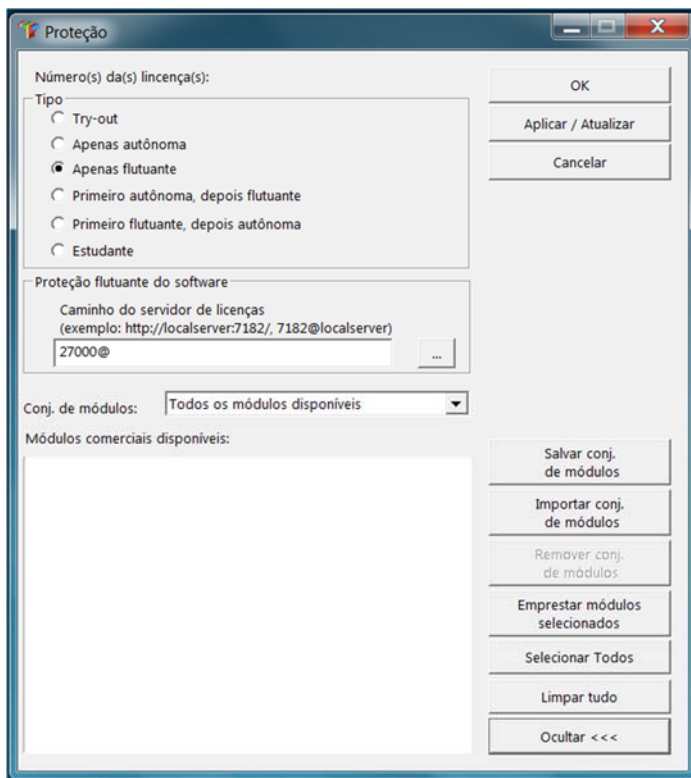 Proteção
Número(s) da(s) lincença(s):
Tipo
Try-out
Apenas autônoma
Apenas flutuante
Primeiro autônoma, depois flutuante
Primeiro flutuante, depois autônoma
Estudante
OK
Aplicar / Atualizar
Cancelar
Proteção flutuante do software
Caminho do servidor de licenças
(exemplo: http://localserver:7182/, 7182@localserver)
27000@
...
Conj. de módulos:
Todos os módulos disponíveis
Módulos comerciais disponíveis:
Salvar conj.
de módulos
Importar conj.
de módulos
Remover conj.
de módulos
Emprestar módulos
selecionados
Selecionar Todos
Limpar tudo
Ocultar <<<